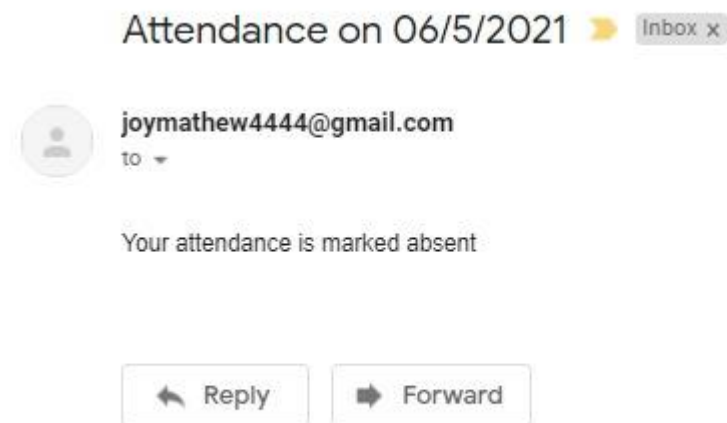 Attendance on 06/5/2021 Inbox x
joymathew4444@gmail.com
to
Your attendance is marked absent
Reply Forward